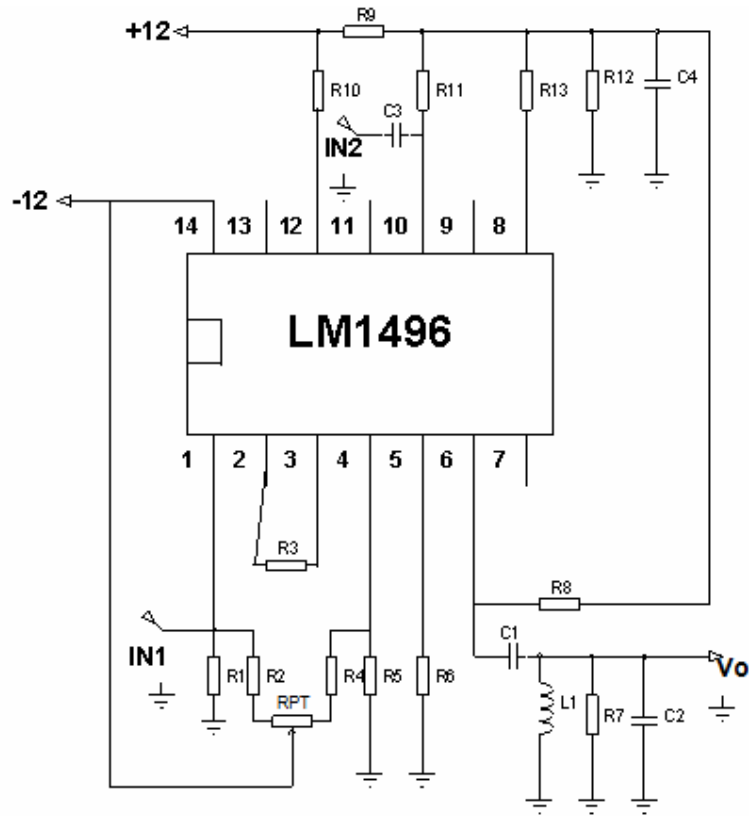 R9
+12
R10
R11
R13
R12
C4
C3
IN2
-12
14 13 12 11 10 9 8
LM1496
1 2 3 4 5 6 7
R3
R8
C1
IN1
Vo
R1 R2 R4 R5 R6
L1 R7 C2
RPT